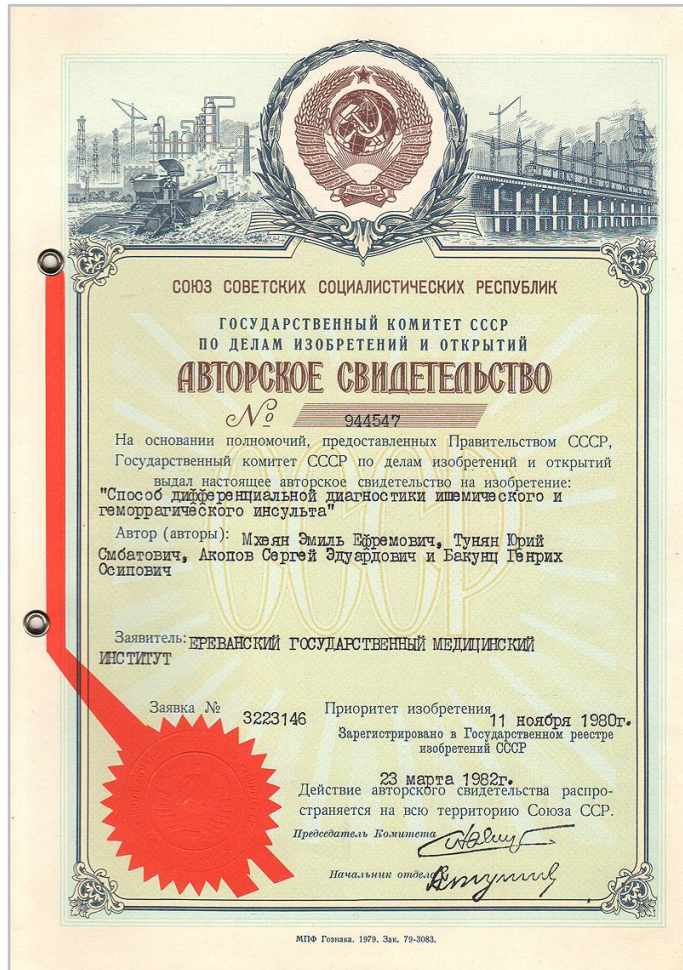 СОЮЗ СОВЕТСКИХ СОЦИАЛИСТИЧЕСКИХ РЕСПУБЛИК
ГОСУДАРСТВЕННЫЙ КОМИТЕТ СССР
ПО ДЕЛАМ ИЗОБРЕТЕНИЙ И ОТКРЫТИЙ
АВТОРСКОЕ СВИДЕТЕЛЬСТВО
№ 944547
На основании полномочий, предоставленных Правительством СССР,
Государственный комитет СССР по делам изобретений и открытий
выдал настоящее авторское свидетельство на изобретение:
"Способ дифференциальной диагностики ишемического и
геморрагического инсульта"
Автор (авторы): Мхеян Эмиль Ефремович, Тунян Юрий
Смбатович, Акопов Сергей Эдуардович и Бакунц Генрих
Осипович
СССР
Заявитель: ЕРЕВАНСКИЙ ГОСУДАРСТВЕННЫЙ МЕДИЦИНСКИЙ
ИНСТИТУТ
Заявка № 3223146 Приоритет изобретения 11 ноября 1980г.
Зарегистрировано в Государственном реестре
изобретений СССР
23 марта 1982г.
Действие авторского свидетельства распро-
страняется на всю территорию Союза ССР.
Председатель Комитета
Начальник отдела
МПФ Гознака. 1979. Зак. 79-3083.